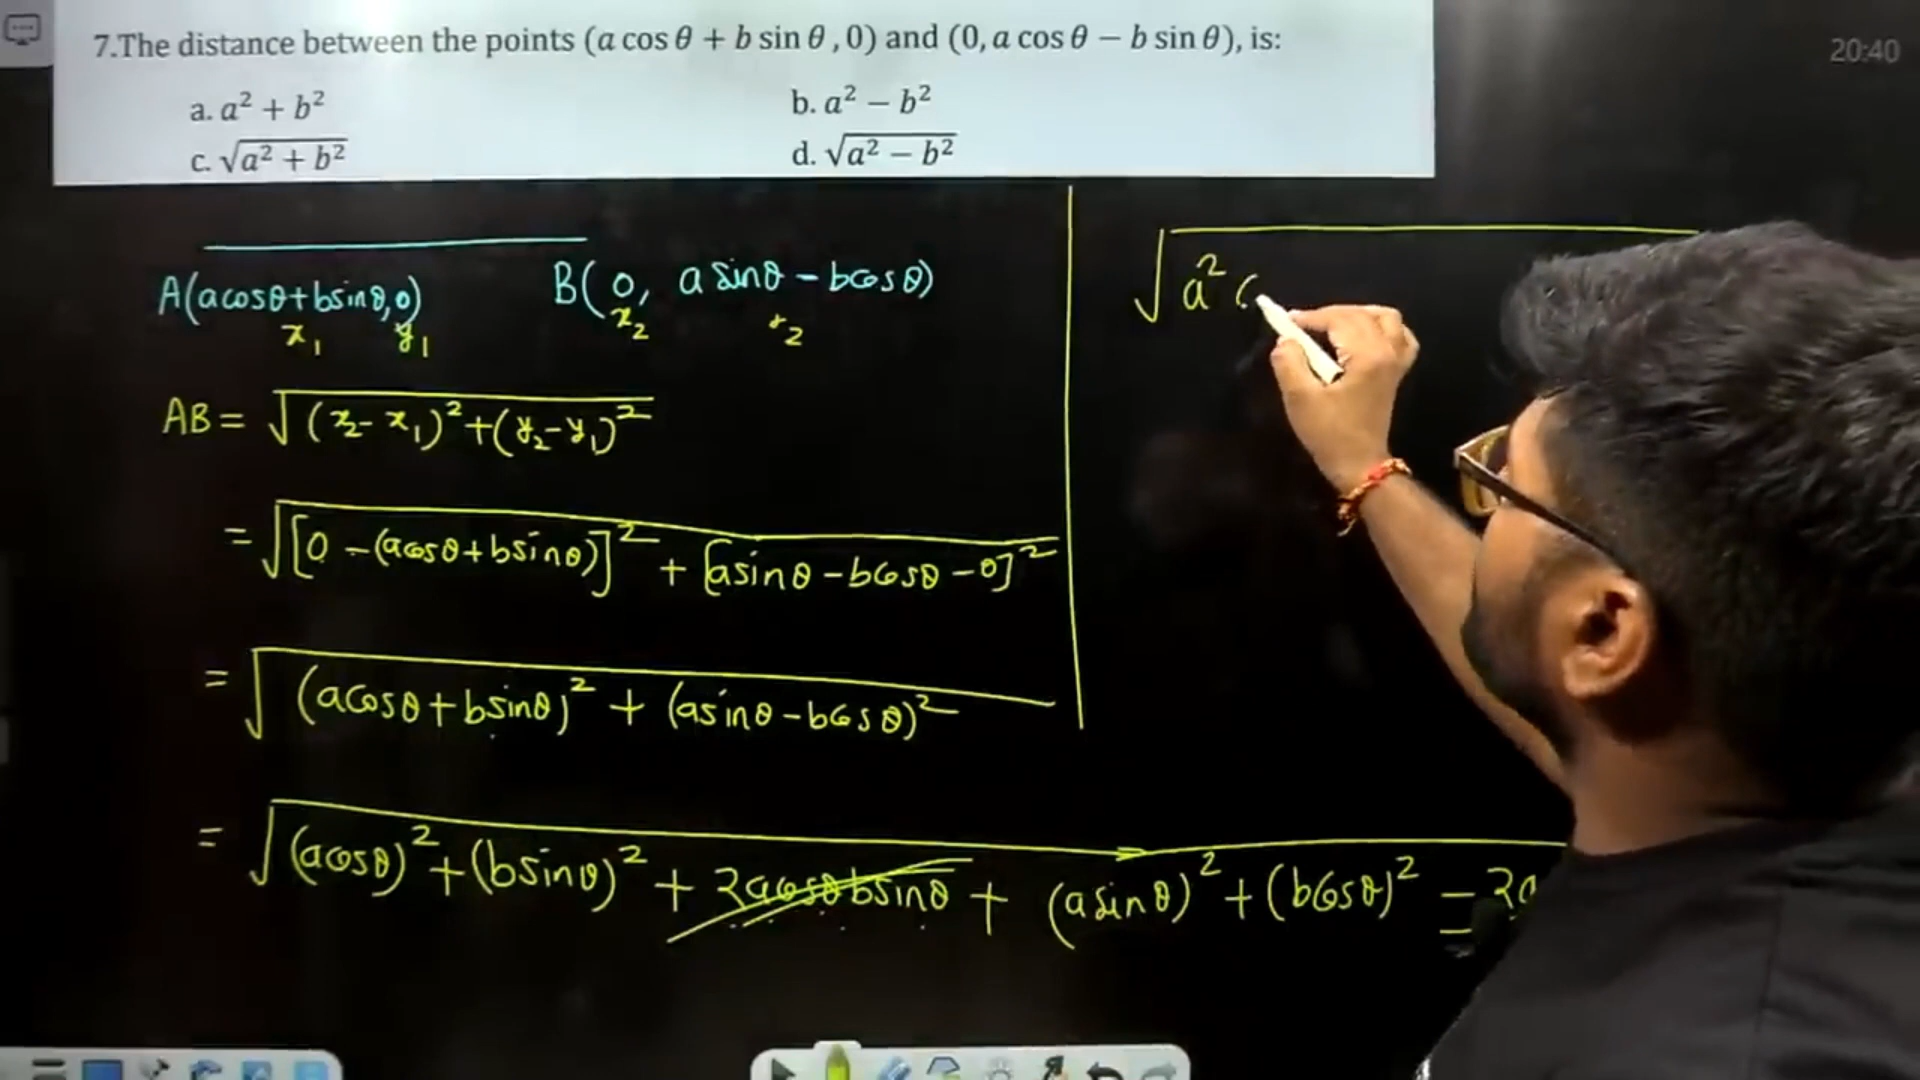 7.The distance between the points (a cos θ + b sin θ , 0) and (0, a cos θ − b sin θ), is:
20:40
a. a² + b²
b. a² − b²
c. √(a² + b²)
d. √(a² − b²)
A(acosθ+bsinθ,0)
x₁ y₁
B(0, a sinθ − bcosθ)
x₂
₂
AB = √((x₂−x₁)²+(y₂−y₁)²)
= √([0 −(acosθ+bsinθ)]² + [asinθ −bcosθ −0]²)
= √((acosθ+bsinθ)² + (asinθ −bcosθ)²)
= √((acosθ)²+(bsinθ)² + 2acosθbsinθ + (asinθ)²+(bcosθ)² − 2a
√a² c